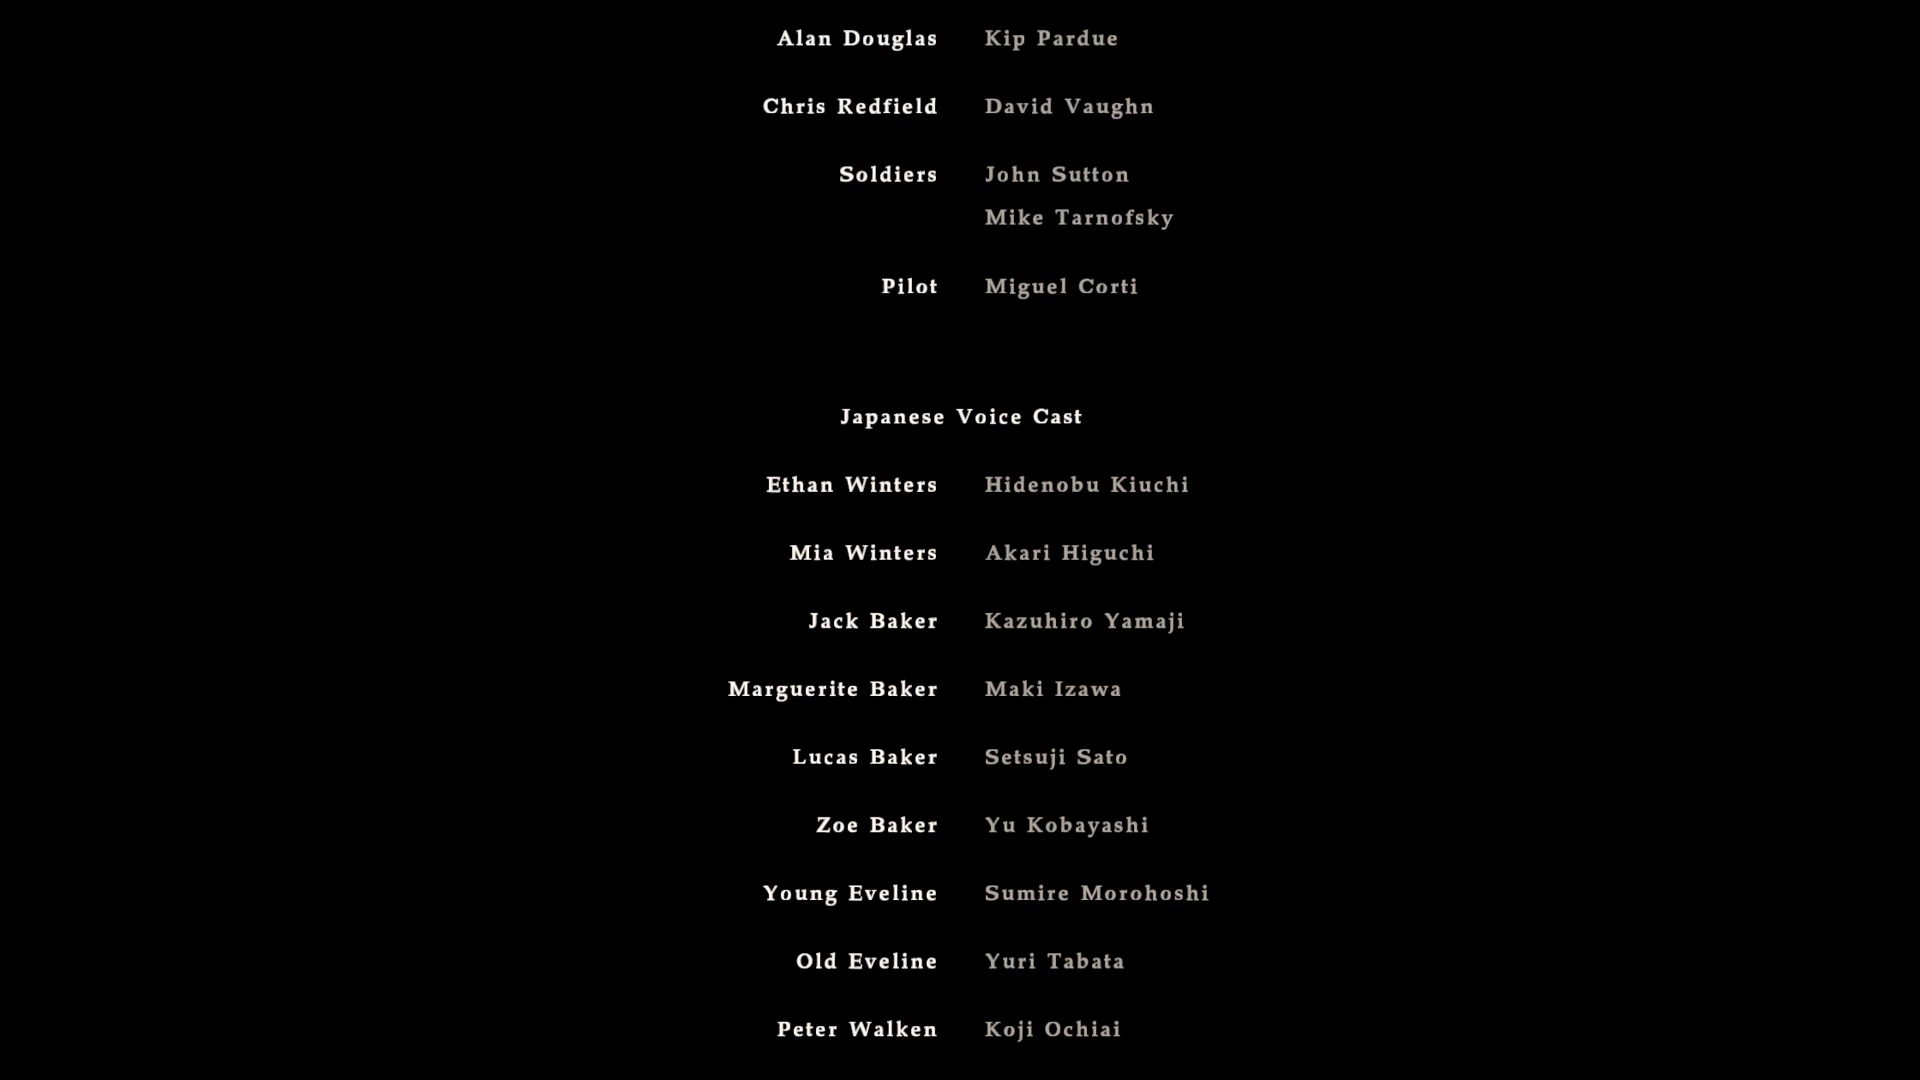 Alan Douglas Kip Pardue
Chris Redfield David Vaughn
Soldiers John Sutton
Mike Tarnofsky
Pilot Miguel Corti
Japanese Voice Cast
Ethan Winters Hidenobu Kiuchi
Mia Winters Akari Higuchi
Jack Baker Kazuhiro Yamaji
Marguerite Baker Maki Izawa
Lucas Baker Setsuji Sato
Zoe Baker Yu Kobayashi
Young Eveline Sumire Morohoshi
Old Eveline Yuri Tabata
Peter Walken Koji Ochiai